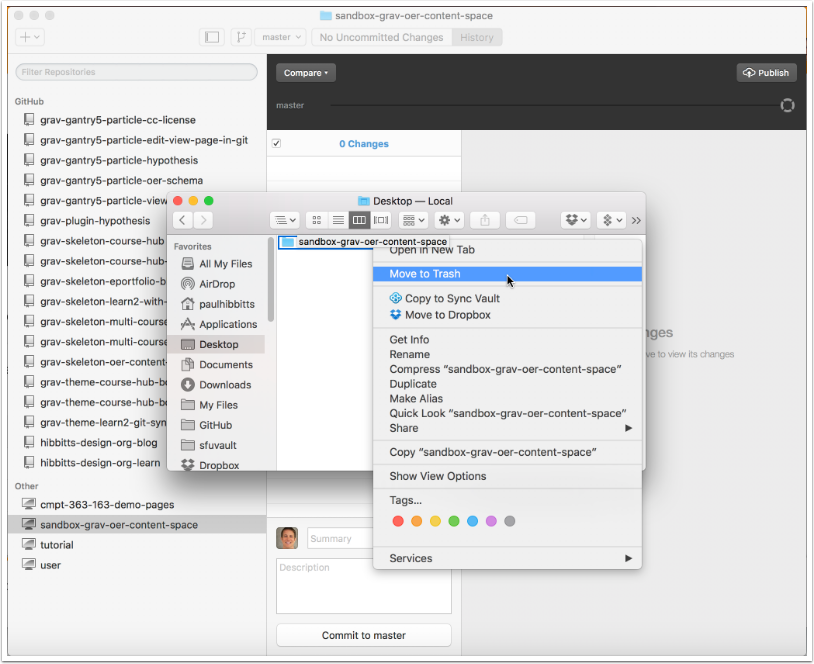 sandbox-grav-oer-content-space
master
No Uncommitted Changes
History
Filter Repositories
Compare
Publish
GitHub
master
grav-gantry5-particle-cc-license
grav-gantry5-particle-edit-view-page-in-git
0 Changes
grav-gantry5-particle-hypothesis
grav-gantry5-particle-oer-schema
grav-gantry5-particle-view
grav-plugin-hypothesis
grav-skeleton-course-hub
grav-skeleton-course-hub-
grav-skeleton-eportfolio-b
grav-skeleton-learn2-with-
grav-skeleton-multi-course
grav-skeleton-multi-course
grav-skeleton-oer-content
grav-theme-course-hub-bo
grav-theme-course-hub-bo
grav-theme-learn2-git-syn
hibbitts-design-org-blog
hibbitts-design-org-learn
Other
cmpt-363-163-demo-pages
sandbox-grav-oer-content-space
tutorial
user
Desktop — Local
Favorites
All My Files
AirDrop
paulhibbitts
Applications
Desktop
Documents
Downloads
My Files
GitHub
sfuvault
Dropbox
sandbox-grav-oer-content-space
Open in New Tab
Move to Trash
Copy to Sync Vault
Move to Dropbox
Get Info
Rename
Compress “sandbox-grav-oer-content-space”
Duplicate
Make Alias
Quick Look “sandbox-grav-oer-content-space”
Share
Copy “sandbox-grav-oer-content-space”
Show View Options
Tags...
Services
nges
ve to view its changes
Summary
Description
Commit to master